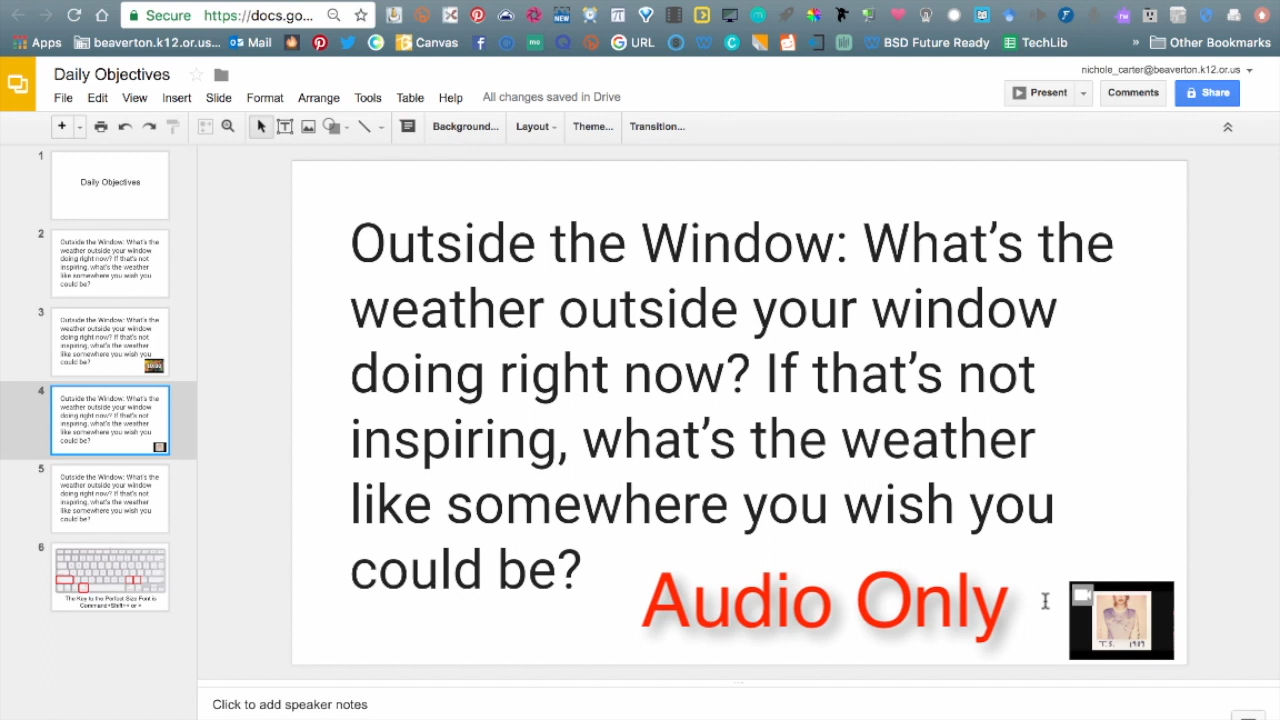 Secure
https://docs.go...
NEW
Apps
beaverton.k12.or.us...
Mail
Canvas
URL
BSD Future Ready
TechLib
»
Other Bookmarks
Daily Objectives
nichole_carter@beaverton.k12.or.us
File Edit View Insert Slide Format Arrange Tools Table Help
All changes saved in Drive
Present
Comments
Share
Background...
Layout
Theme...
Transition...
1
Daily Objectives
2
Outside the Window: What's the
weather outside your window
doing right now? If that's not
inspiring, what's the weather
like somewhere you wish you
could be?
3
Outside the Window: What's the
weather outside your window
doing right now? If that's not
inspiring, what's the weather
like somewhere you wish you
could be?
4
Outside the Window: What's the
weather outside your window
doing right now? If that's not
inspiring, what's the weather
like somewhere you wish you
could be?
5
Outside the Window: What's the
weather outside your window
doing right now? If that's not
inspiring, what's the weather
like somewhere you wish you
could be?
6
The Key to the Perfect Size Font is
Command+Shift+< or >
Outside the Window: What’s the
weather outside your window
doing right now? If that’s not
inspiring, what’s the weather
like somewhere you wish you
could be?
Audio Only
T.S. 1989
Click to add speaker notes